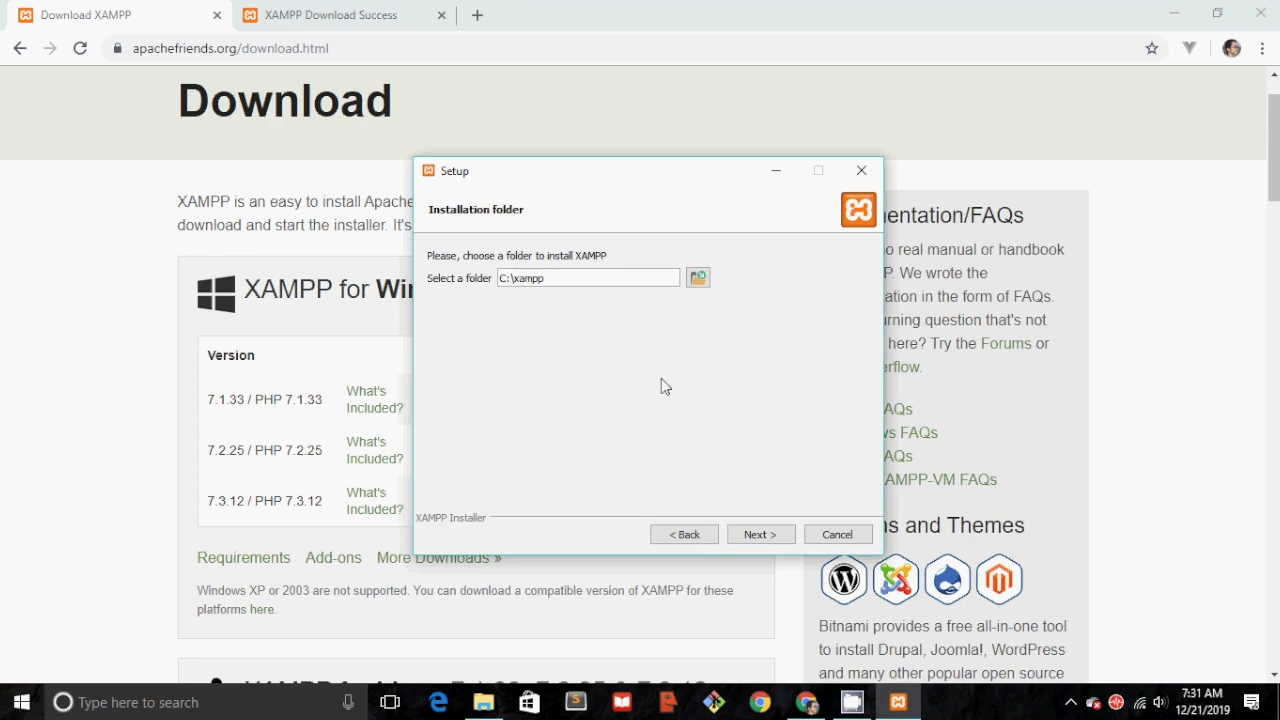 Download XAMPP
XAMPP Download Success
apachefriends.org/download.html
Download
XAMPP is an easy to install Apache
download and start the installer. It's
XAMPP for Wi
Version
7.1.33 / PHP 7.1.33
What's
Included?
7.2.25 / PHP 7.2.25
What's
Included?
7.3.12 / PHP 7.3.12
What's
Included?
Requirements Add-ons More Downloads »
Windows XP or 2003 are not supported. You can download a compatible version of XAMPP for these
platforms here.
Setup
Installation folder
Please, choose a folder to install XAMPP
Select a folder C:\xampp
XAMPP Installer
< Back Next > Cancel
entation/FAQs
no real manual or handbook
P. We wrote the
ation in the form of FAQs.
urning question that's not
here? Try the Forums or
rflow.
AQs
ws FAQs
AQs
AMPP-VM FAQs
s and Themes
Bitnami provides a free all-in-one tool
to install Drupal, Joomla!, WordPress
and many other popular open source
Type here to search
7:31 AM
12/21/2019